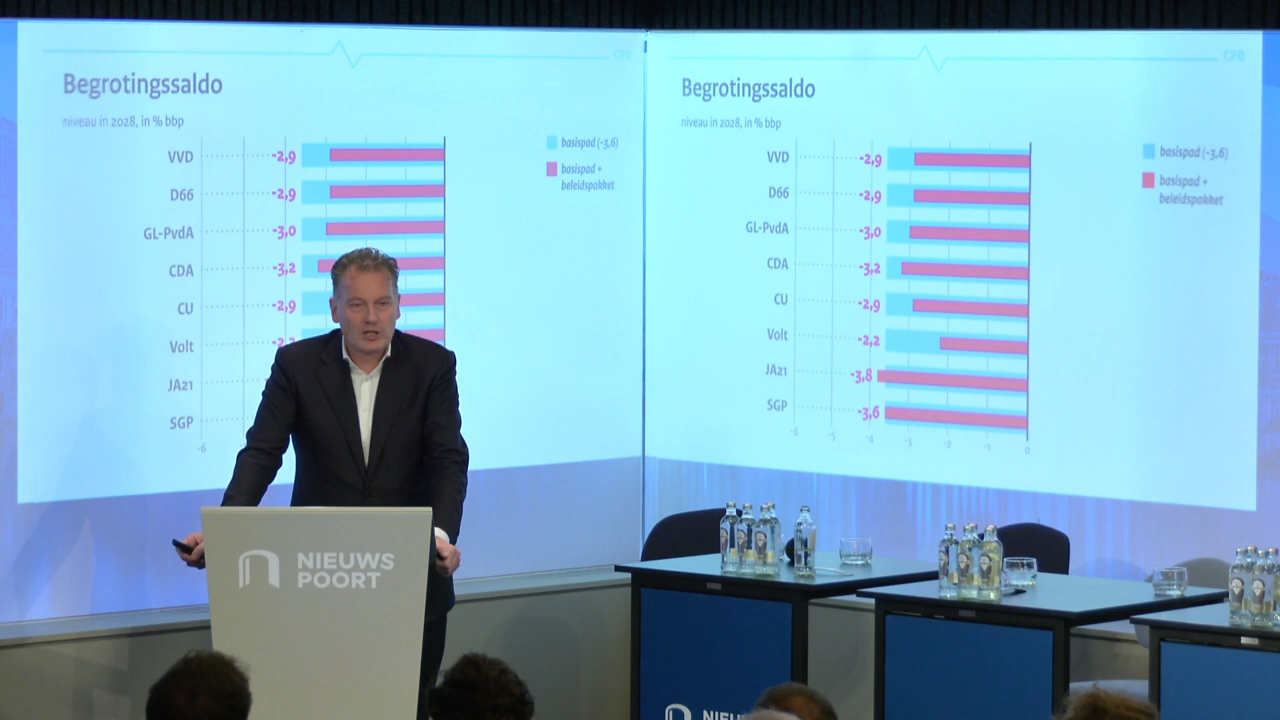 CPB
Begrotingssaldo
niveau in 2028, in % bbp
VVD -2,9
D66 -2,9
GL-PvdA -3,0
CDA -3,2
CU -2,9
Volt -2,2
JA21
SGP
-6
basispad (-3,6)
basispad +
beleidspakket
CPB
Begrotingssaldo
niveau in 2028, in % bbp
VVD -2,9
D66 -2,9
GL-PvdA -3,0
CDA -3,2
CU -2,9
Volt -2,2
JA21 -3,8
SGP -3,6
-6 -5 -4 -3 -2 -1 0
basispad (-3,6)
basispad +
beleidspakket
NIEUWS
POORT